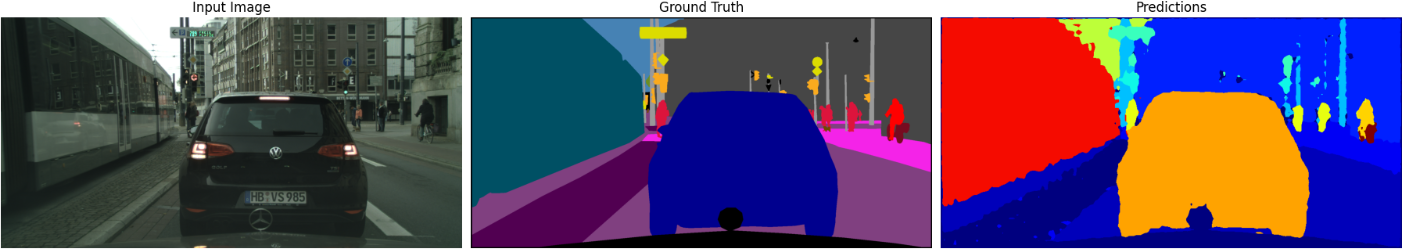 Input Image
Ground Truth
Predictions
HB VS 985